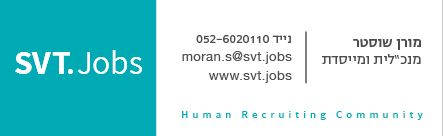 SVT.Jobs
מורן שוסטר
מנכ"לית ומייסדת
נייד 052-6020110
moran.s@svt.jobs
www.svt.jobs
Human Recruiting Community